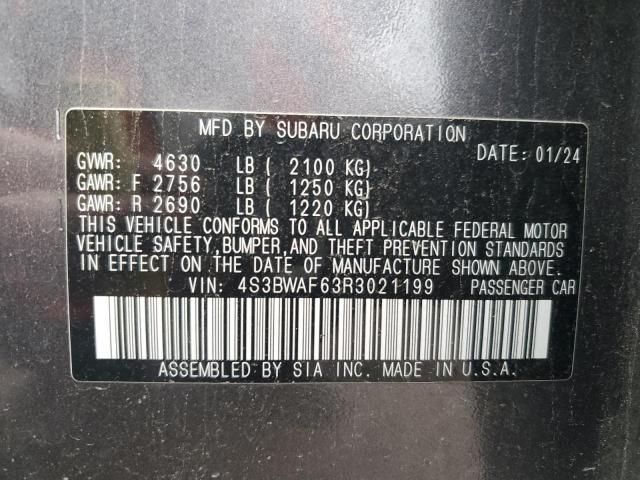 MFD BY SUBARU CORPORATION
DATE: 01/24
GVWR: 4630 LB ( 2100 KG)
GAWR: F 2756 LB ( 1250 KG)
GAWR: R 2690 LB ( 1220 KG)
THIS VEHICLE CONFORMS TO ALL APPLICABLE FEDERAL MOTOR
VEHICLE SAFETY,BUMPER,AND THEFT PREVENTION STANDARDS
IN EFFECT ON THE DATE OF MANUFACTURE SHOWN ABOVE.
VIN: 4S3BWAF63R3021199 PASSENGER CAR
ASSEMBLED BY SIA INC. MADE IN U.S.A.